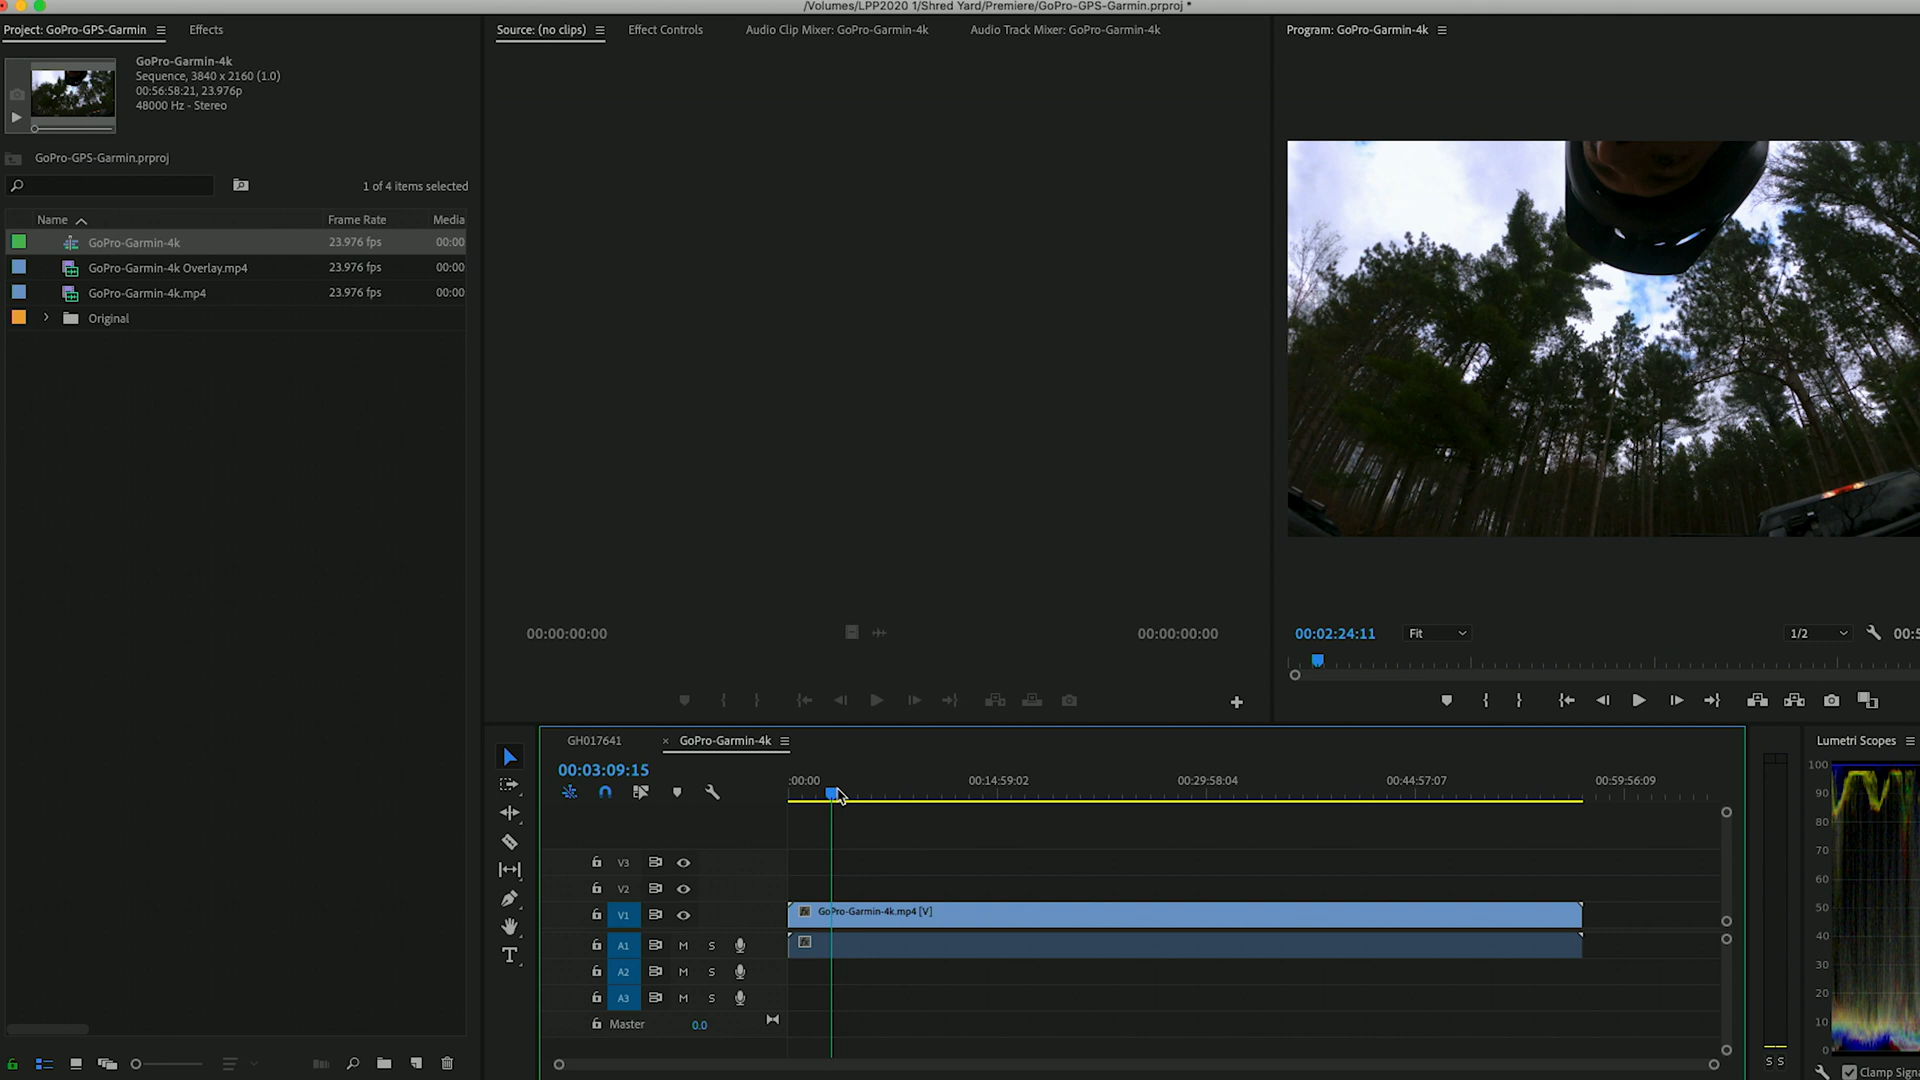 /Volumes/LPP2020 1/Shred Yard/Premiere/GoPro-GPS-Garmin.prproj *
Project: GoPro-GPS-Garmin
Effects
Source: (no clips)
Effect Controls
Audio Clip Mixer: GoPro-Garmin-4k
Audio Track Mixer: GoPro-Garmin-4k
Program: GoPro-Garmin-4k
GoPro-Garmin-4k
Sequence, 3840 x 2160 (1.0)
00:56:58:21, 23.976p
48000 Hz - Stereo
GoPro-GPS-Garmin.prproj
1 of 4 items selected
Name Frame Rate Media
GoPro-Garmin-4k 23.976 fps 00:00
GoPro-Garmin-4k Overlay.mp4 23.976 fps 00:00
GoPro-Garmin-4k.mp4 23.976 fps 00:00
Original
00:00:00:00
00:00:00:00
00:02:24:11
Fit
1/2
00:5
GH017641
× GoPro-Garmin-4k
00:03:09:15
:00:00 00:14:59:02 00:29:58:04 00:44:57:07 00:59:56:09
V3
V2
V1
GoPro-Garmin-4k.mp4 [V]
A1 M S
A2 M S
A3 M S
Master 0.0
S S
Lumetri Scopes
100
90
80
70
60
50
40
30
20
10
0
Clamp Signa